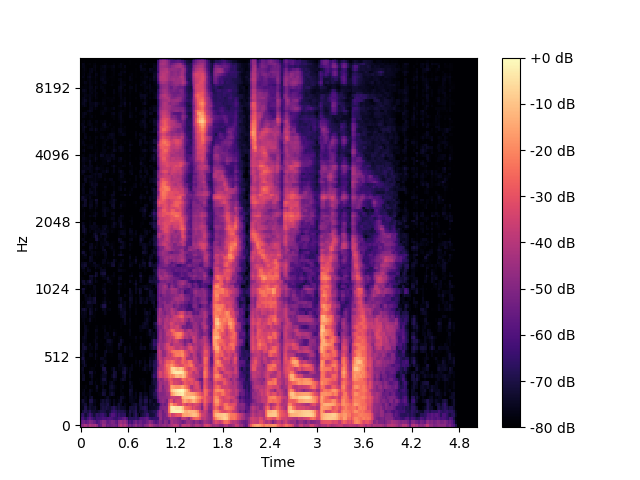 8192
4096
2048
1024
512
0
Hz
0 0.6 1.2 1.8 2.4 3 3.6 4.2 4.8
Time
+0 dB
-10 dB
-20 dB
-30 dB
-40 dB
-50 dB
-60 dB
-70 dB
-80 dB